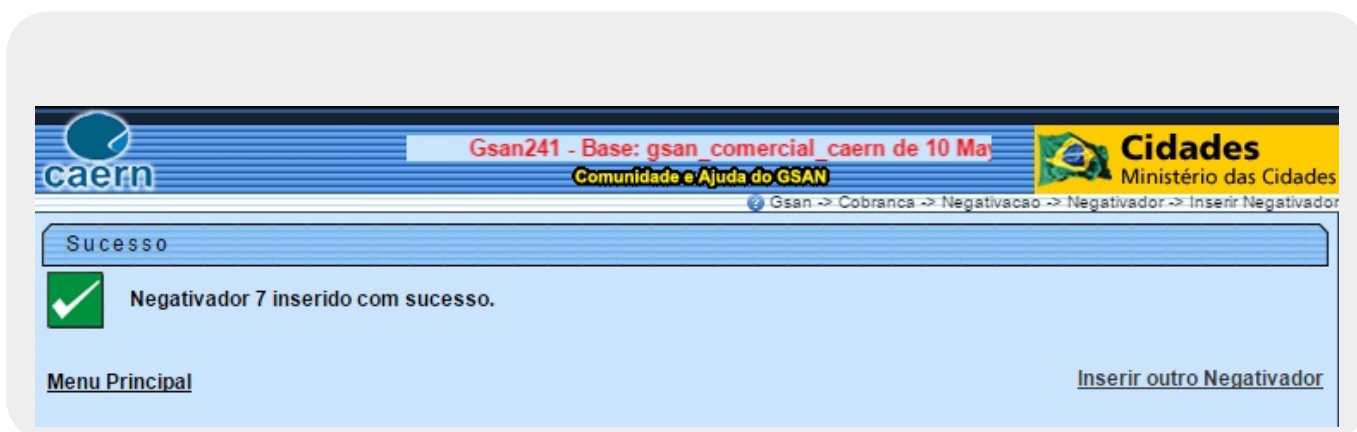 caern
Gsan241 - Base: gsan_comercial_caern de 10 May
Comunidade e Ajuda do GSAN
Cidades
Ministério das Cidades
Gsan -> Cobranca -> Negativacao -> Negativador -> Inserir Negativador
Sucesso
Negativador 7 inserido com sucesso.
Menu Principal
Inserir outro Negativador